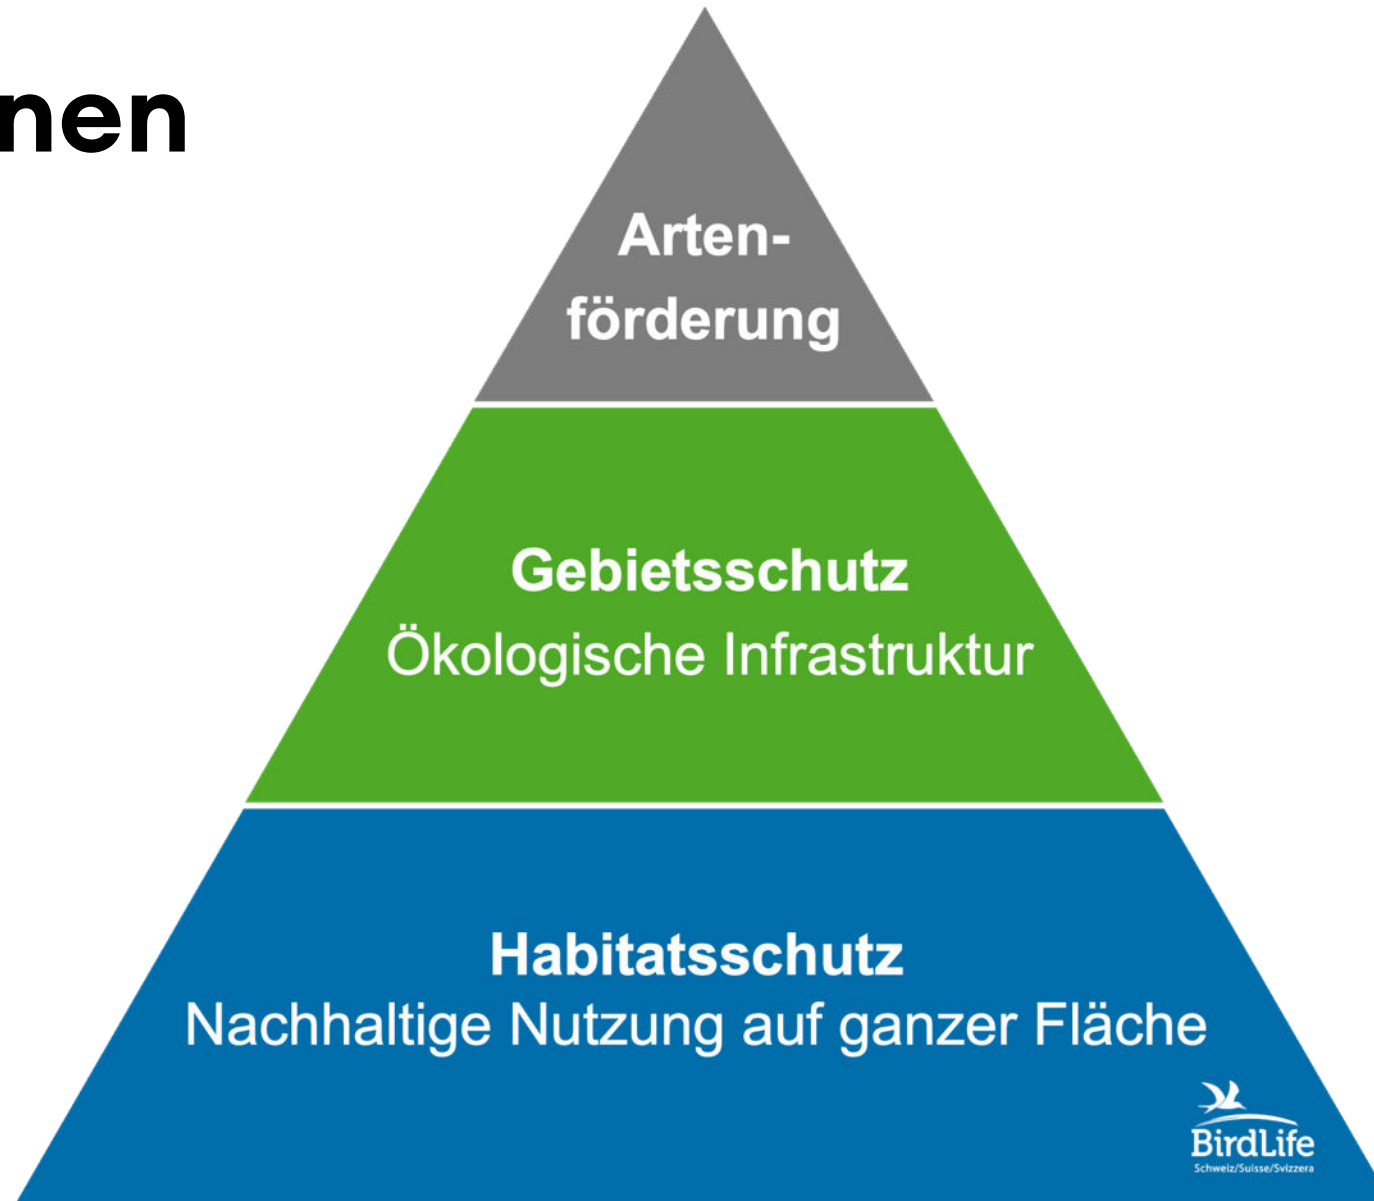 nen
Arten-
förderung
Gebietsschutz
Ökologische Infrastruktur
Habitatsschutz
Nachhaltige Nutzung auf ganzer Fläche
BirdLife
Schweiz/Suisse/Svizzera